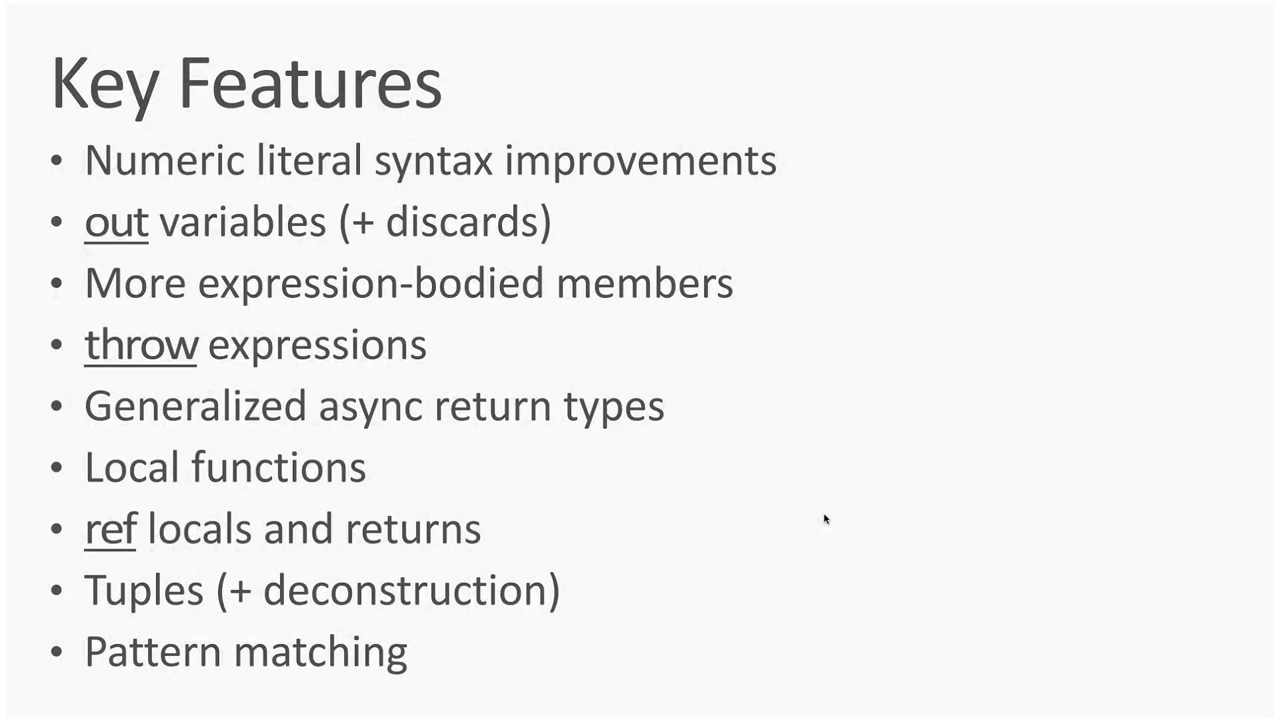 Key Features
• Numeric literal syntax improvements
• out variables (+ discards)
• More expression-bodied members
• throw expressions
• Generalized async return types
• Local functions
• ref locals and returns
• Tuples (+ deconstruction)
• Pattern matching